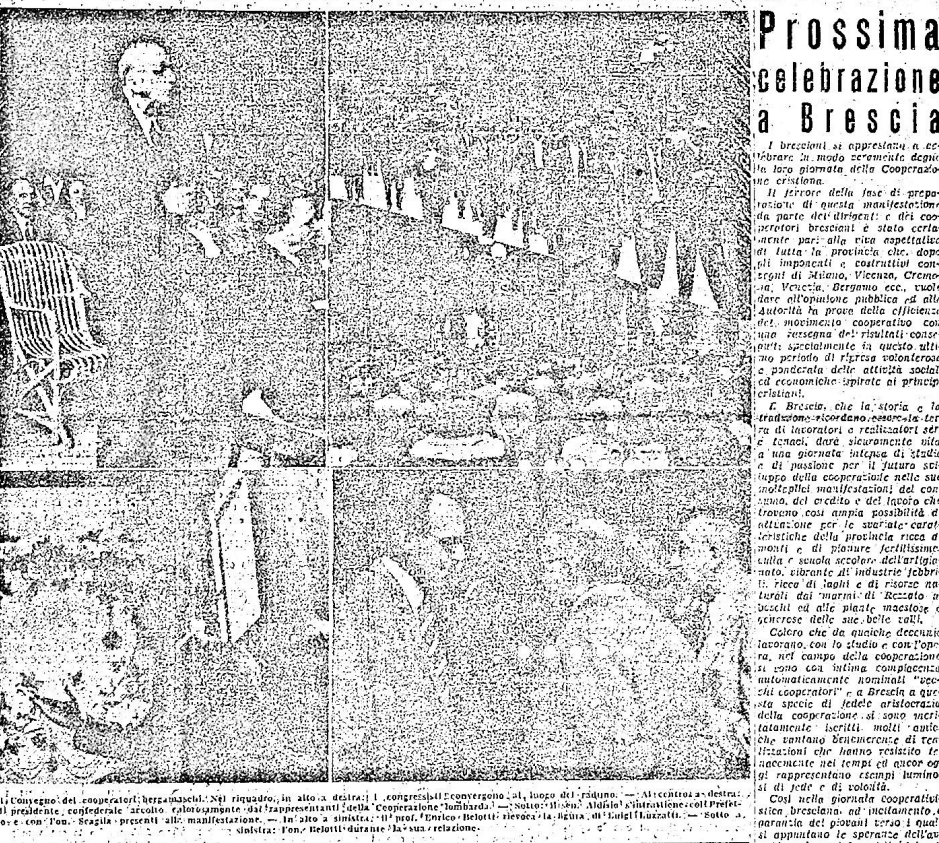 Prossima
celebrazione
a Brescia
I bresciani si apprestano a ce-
lebrare in modo veramente degno
la loro giornata della Cooperazio-
ne cristiana.
Il fervore della fase di prepa-
razione di questa manifestazione
da parte dei dirigenti e dei coo-
peratori bresciani è stato certa-
mente pari alla viva aspettativa
di tutta la provincia che, dopo
gli imponenti e costruttivi con-
vegni di Milano, Vicenza, Cremo-
na, Venezia, Bergamo ecc., vuole
dare all'opinione pubblica ed alle
Autorità la prova della efficienza
del movimento cooperativo con
una rassegna dei risultati conse-
guiti specialmente in questo ulti-
mo periodo di ripresa volonterosa
e ponderata delle attività sociali
ed economiche ispirate ai principi
cristiani.
E Brescia, che la storia e la
tradizione ricordano essere la ter-
ra di lavoratori e realizzatori seri
e tenaci, darà sicuramente vita
a una giornata intensa di studio
e di passione per il futuro svi-
luppo della cooperazione nelle sue
molteplici manifestazioni del con-
sumo, del credito e del lavoro che
trovano così ampia possibilità di
attuazione per le svariate carat-
teristiche della provincia ricca di
monti e di pianure fertilissime,
culla e scuola secolare dell'artigia-
nato, vibrante di industrie febbri-
li, ricca di laghi e di risorse na-
turali dai marmi di Rezzato ai
boschi ed alle piante maestose e
generose delle sue belle valli.
Coloro che da qualche decennio
lavorano, con lo studio e con l'ope-
ra, nel campo della cooperazione
si sono con intima compiacenza
automaticamente nominati "vec-
chi cooperatori" e a Brescia a que-
sta specie di fedele aristocrazia
della cooperazione si sono meri-
tatamente iscritti molti amici
che vantano benemerenze di rea-
lizzazioni che hanno resistito te-
nacemente nei tempi ed ancor og-
gi rappresentano esempi lumino-
si di fede e di volontà.
Così nella giornata cooperativi-
stica bresciana, ad incitamento e
garanzia dei giovani verso i quali
si appuntano le speranze dell'av-
Il Convegno dei cooperatori bergamaschi. Nel riquadro, in alto a destra: i congressisti convergono al luogo del raduno. — Al centro a destra:
Il presidente confederale accolto calorosamente dai rappresentanti della Cooperazione lombarda. — Sotto: s'intrattiene col Prefet-
to e con l'on. Scaglia presenti alla manifestazione. — In alto a sinistra: il prof. Enrico Belotti rievoca la figura di Luigi Luzzatti. — Sotto a
sinistra: l'on. Belotti durante la sua relazione.